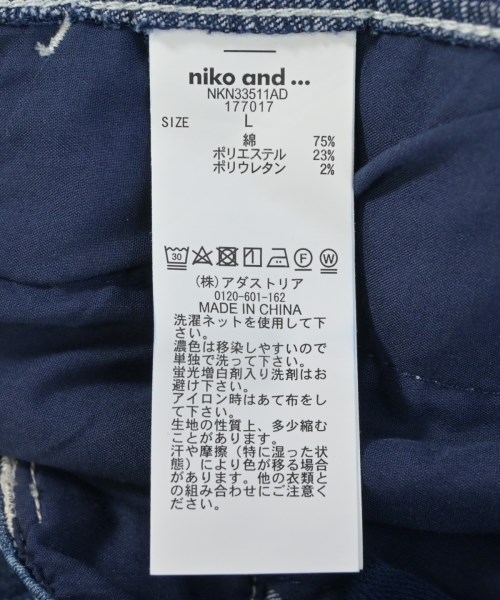 niko and ...
NKN33511AD
177017
SIZE L
綿 75%
ポリエステル 23%
ポリウレタン 2%
30 F W
(株) アダストリア
0120-601-162
MADE IN CHINA
洗濯ネットを使用して下
さい。
濃色は移染しやすいので
単独で洗って下さい。
蛍光増白剤入り洗剤はお
避け下さい。
アイロン時はあて布をし
て下さい。
生地の性質上、多少縮む
ことがあります。
汗や摩擦（特に湿った状
態）により色が移る場合
があります。他の衣類と
の組み合わせにご注意く
ださい。